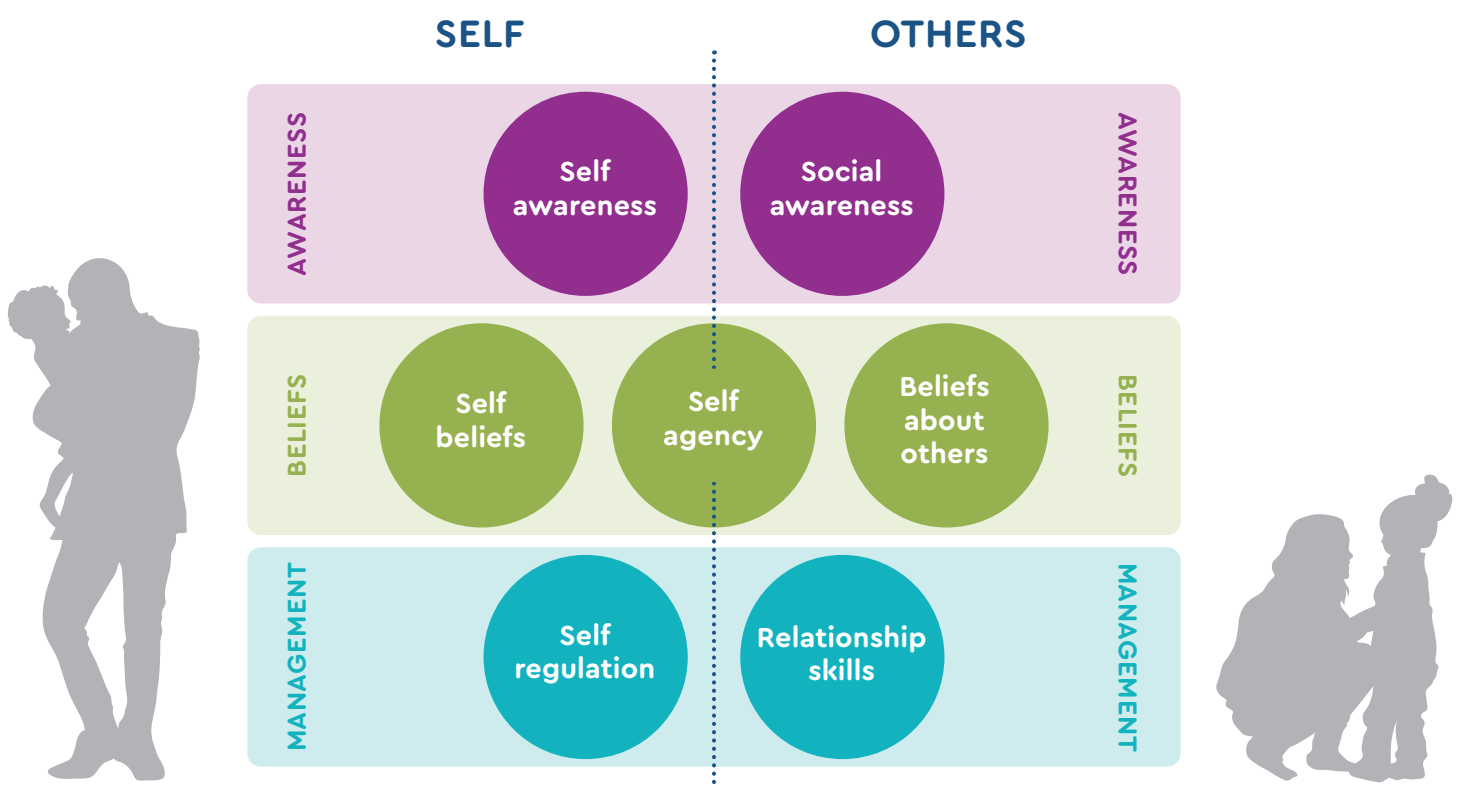 SELF
OTHERS
AWARENESS
Self
awareness
Social
awareness
AWARENESS
BELIEFS
Self
beliefs
Self
agency
Beliefs
about
others
BELIEFS
MANAGEMENT
Self
regulation
Relationship
skills
MANAGEMENT